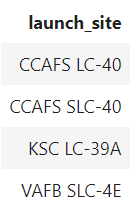 launch_site
CCAFS LC-40
CCAFS SLC-40
KSC LC-39A
VAFB SLC-4E